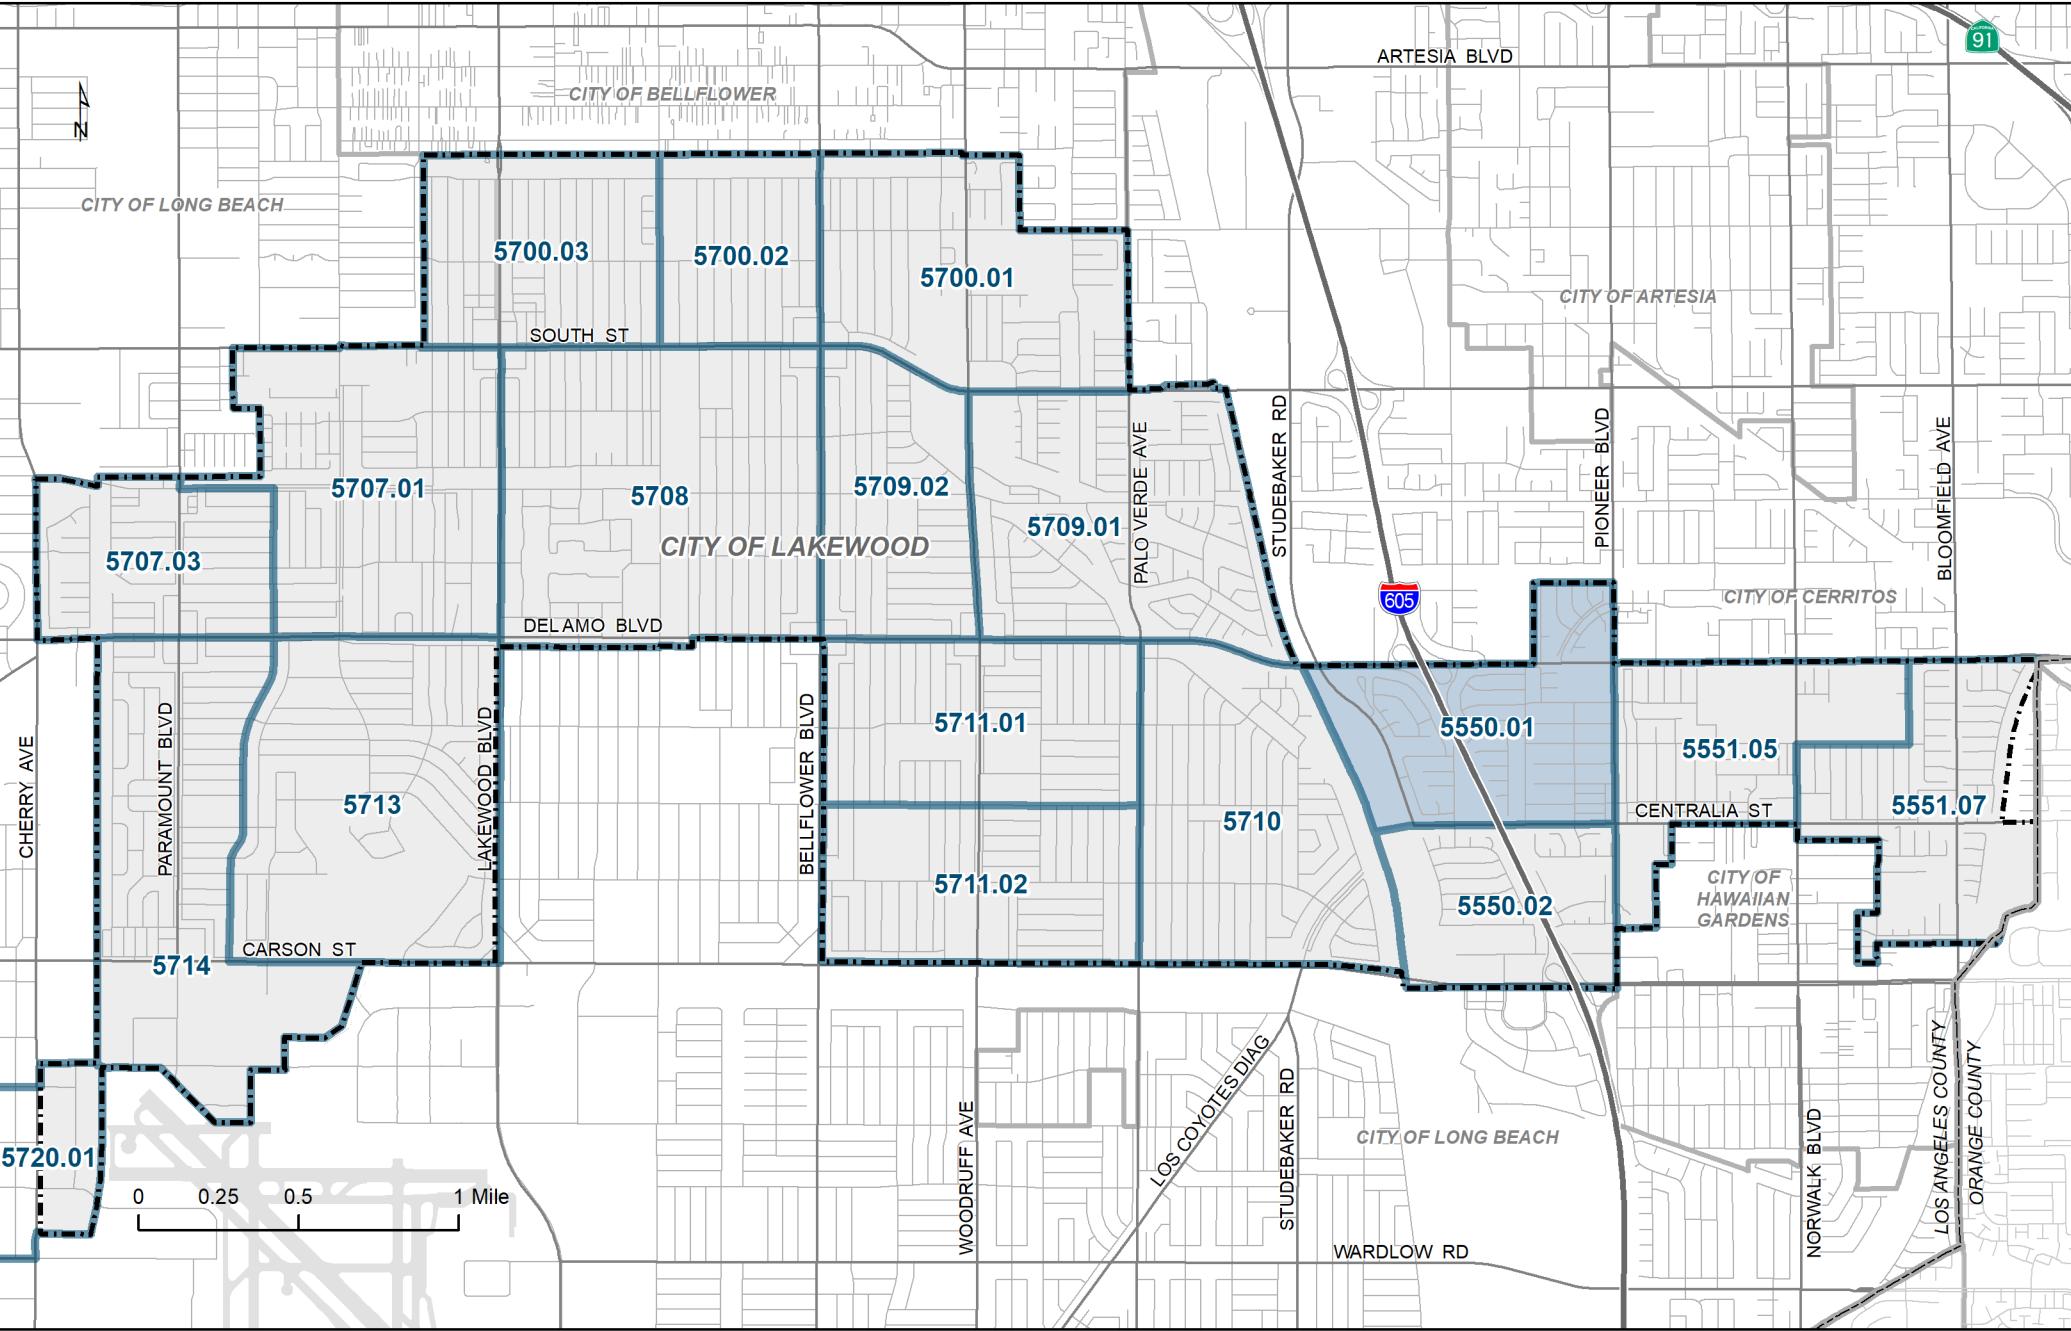 91
ARTESIA BLVD
CITY OF BELLFLOWER
N
CITY OF LONG BEACH
5700.03
5700.02
5700.01
CITY OF ARTESIA
SOUTH ST
STUDEBAKER RD
PIONEER BLVD
BLOOMFIELD AVE
PALO VERDE AVE
5707.01
5708
5709.02
5709.01
CITY OF LAKEWOOD
5707.03
605
CITY OF CERRITOS
DEL AMO BLVD
5711.01
5550.01
5551.05
CHERRY AVE
PARAMOUNT BLVD
LAKEWOOD BLVD
BELLFLOWER BLVD
5713
5710
CENTRALIA ST
5551.07
5711.02
5550.02
CITY OF
HAWAIIAN
GARDENS
CARSON ST
5714
LOS COYOTES DIAG
WOODRUFF AVE
STUDEBAKER RD
CITY OF LONG BEACH
NORWALK BLVD
LOS ANGELES COUNTY
ORANGE COUNTY
5720.01
0 0.25 0.5 1 Mile
WARDLOW RD